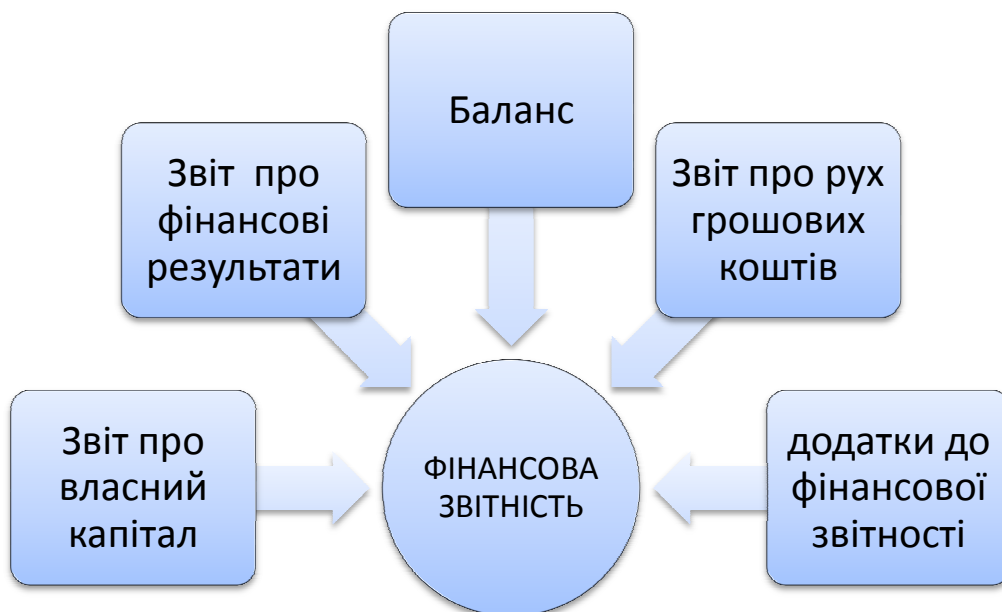 Баланс
Звіт про
фінансові
результати
Звіт про рух
грошових
коштів
Звіт про
власний
капітал
ФІНАНСОВА
ЗВІТНІСТЬ
додатки до
фінансової
звітності